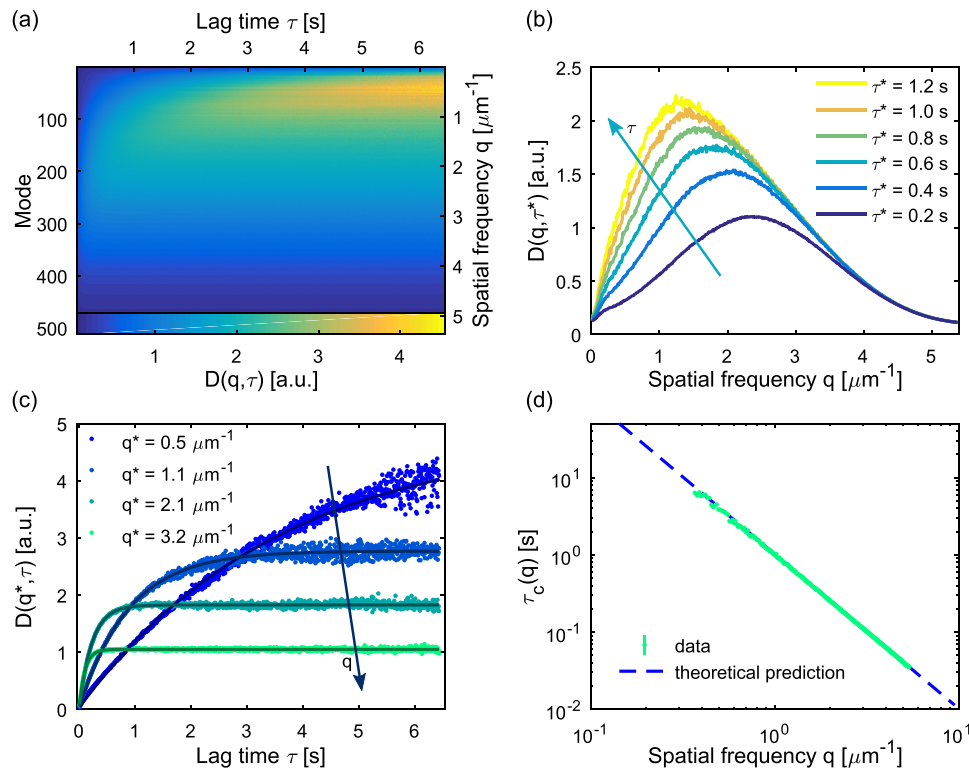 (a)
Lag time τ [s]
1 2 3 4 5 6
Mode
100
200
300
400
500
1
2
3
4
5
Spatial frequency q [μm⁻¹]
1 2 3 4
D(q,τ) [a.u.]
(b)
D(q,τ*) [a.u.]
2.5
2
1.5
1
0.5
0
τ
τ* = 1.2 s
τ* = 1.0 s
τ* = 0.8 s
τ* = 0.6 s
τ* = 0.4 s
τ* = 0.2 s
0 1 2 3 4 5
Spatial frequency q [μm⁻¹]
(c)
D(q*,τ) [a.u.]
5
4
3
2
1
0
q* = 0.5 μm⁻¹
q* = 1.1 μm⁻¹
q* = 2.1 μm⁻¹
q* = 3.2 μm⁻¹
q
0 1 2 3 4 5 6
Lag time τ [s]
(d)
τc(q) [s]
10¹
10⁰
10⁻¹
10⁻²
data
theoretical prediction
10⁻¹ 10⁰ 10¹
Spatial frequency q [μm⁻¹]